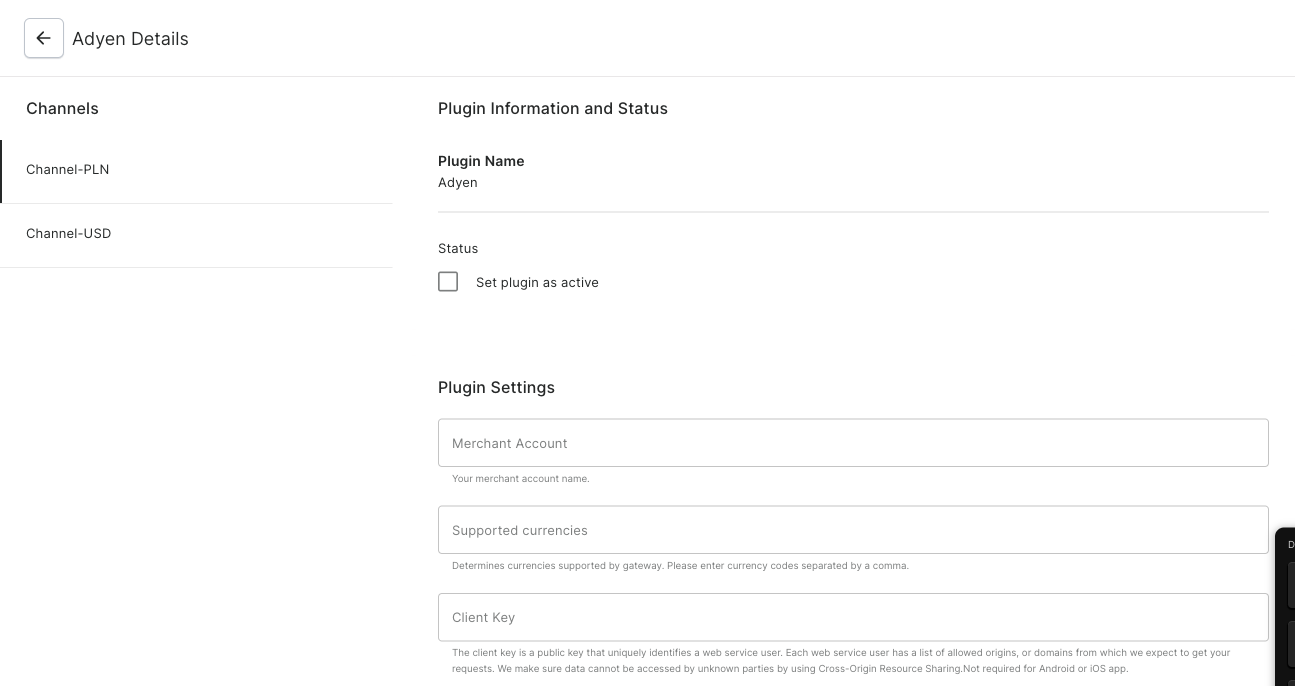 Adyen Details
Channels
Channel-PLN
Channel-USD
Plugin Information and Status
Plugin Name
Adyen
Status
Set plugin as active
Plugin Settings
Merchant Account
Your merchant account name.
Supported currencies
Determines currencies supported by gateway. Please enter currency codes separated by a comma.
Client Key
The client key is a public key that uniquely identifies a web service user. Each web service user has a list of allowed origins, or domains from which we expect to get your
requests. We make sure data cannot be accessed by unknown parties by using Cross-Origin Resource Sharing.Not required for Android or iOS app.